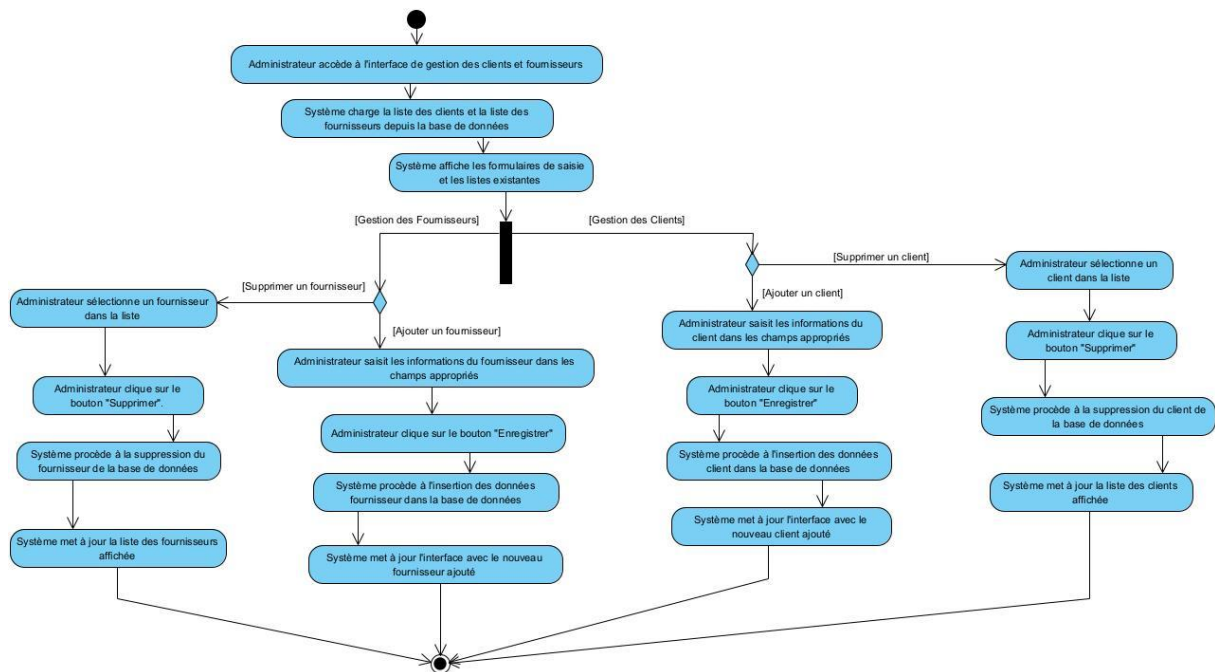 Administrateur accède à l'interface de gestion des clients et fournisseurs
Système charge la liste des clients et la liste des
fournisseurs depuis la base de données
Système affiche les formulaires de saisie
et les listes existantes
[Gestion des Fournisseurs]
[Gestion des Clients]
[Supprimer un fournisseur]
Administrateur sélectionne un fournisseur
dans la liste
Administrateur clique sur le
bouton "Supprimer".
Système procède à la suppression du
fournisseur de la base de données
Système met à jour la liste des fournisseurs
affichée
[Ajouter un fournisseur]
Administrateur saisit les informations du fournisseur dans les
champs appropriés
Administrateur clique sur le bouton "Enregistrer"
Système procède à l'insertion des données
fournisseur dans la base de données
Système met à jour l'interface avec le nouveau
fournisseur ajouté
[Ajouter un client]
Administrateur saisit les informations du
client dans les champs appropriés
Administrateur clique sur le
bouton "Enregistrer"
Système procède à l'insertion des données
client dans la base de données
Système met à jour l'interface avec le
nouveau client ajouté
[Supprimer un client]
Administrateur sélectionne un
client dans la liste
Administrateur clique sur le
bouton "Supprimer"
Système procède à la suppression du client de
la base de données
Système met à jour la liste des clients
affichée